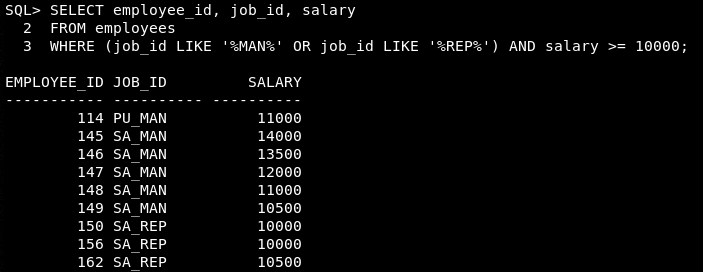 SQL> SELECT employee_id, job_id, salary
  2  FROM employees
  3  WHERE (job_id LIKE '%MAN%' OR job_id LIKE '%REP%') AND salary >= 10000;

EMPLOYEE_ID JOB_ID         SALARY
----------- ---------- ----------
        114 PU_MAN          11000
        145 SA_MAN          14000
        146 SA_MAN          13500
        147 SA_MAN          12000
        148 SA_MAN          11000
        149 SA_MAN          10500
        150 SA_REP          10000
        156 SA_REP          10000
        162 SA_REP          10500